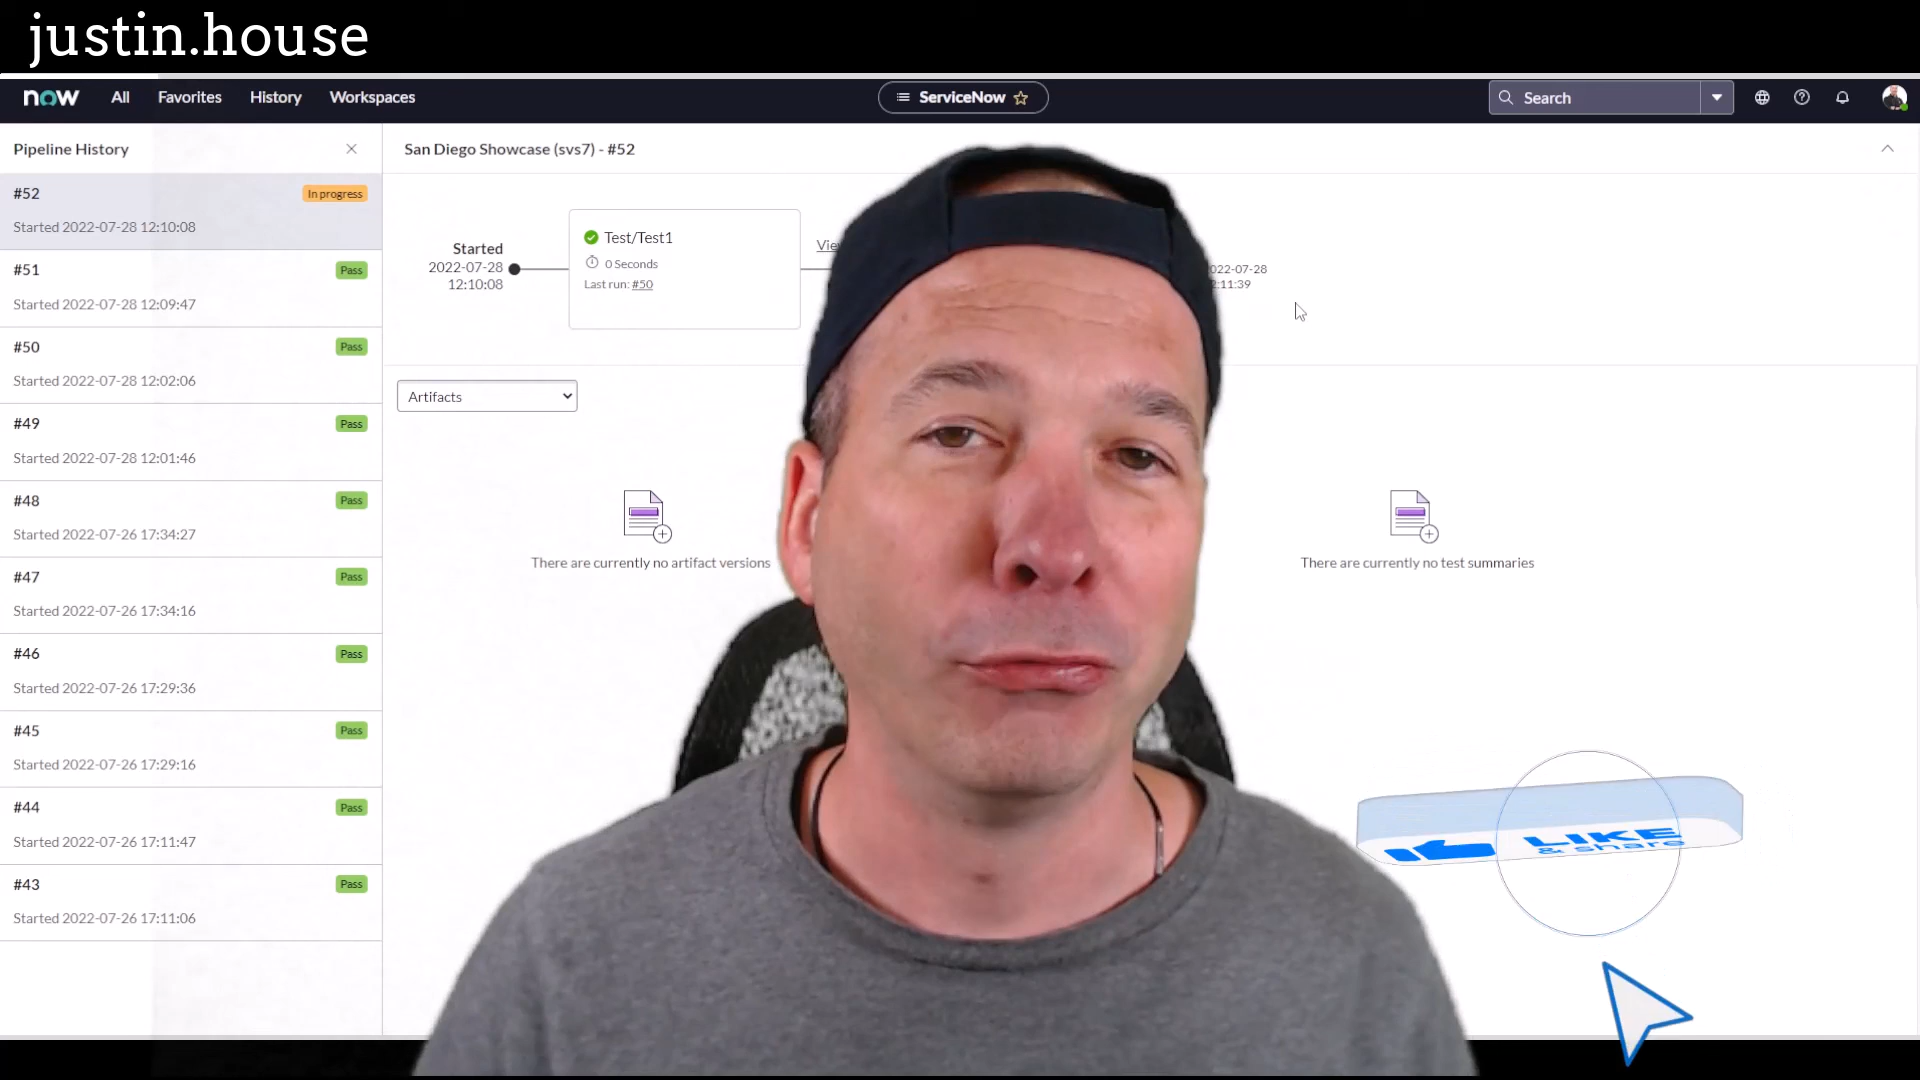 justin.house
now All Favorites History Workspaces ServiceNow Search
Pipeline History
#52 In progress
Started 2022-07-28 12:10:08
#51 Pass
Started 2022-07-28 12:09:47
#50 Pass
Started 2022-07-28 12:02:06
#49 Pass
Started 2022-07-28 12:01:46
#48 Pass
Started 2022-07-26 17:34:27
#47 Pass
Started 2022-07-26 17:34:16
#46 Pass
Started 2022-07-26 17:29:36
#45 Pass
Started 2022-07-26 17:29:16
#44 Pass
Started 2022-07-26 17:11:47
#43 Pass
Started 2022-07-26 17:11:06
San Diego Showcase (svs7) - #52
Started
2022-07-28
12:10:08
Test/Test1
0 Seconds
Last run: #50
022-07-28
:11:39
Artifacts
There are currently no artifact versions
There are currently no test summaries
LIKE
& share